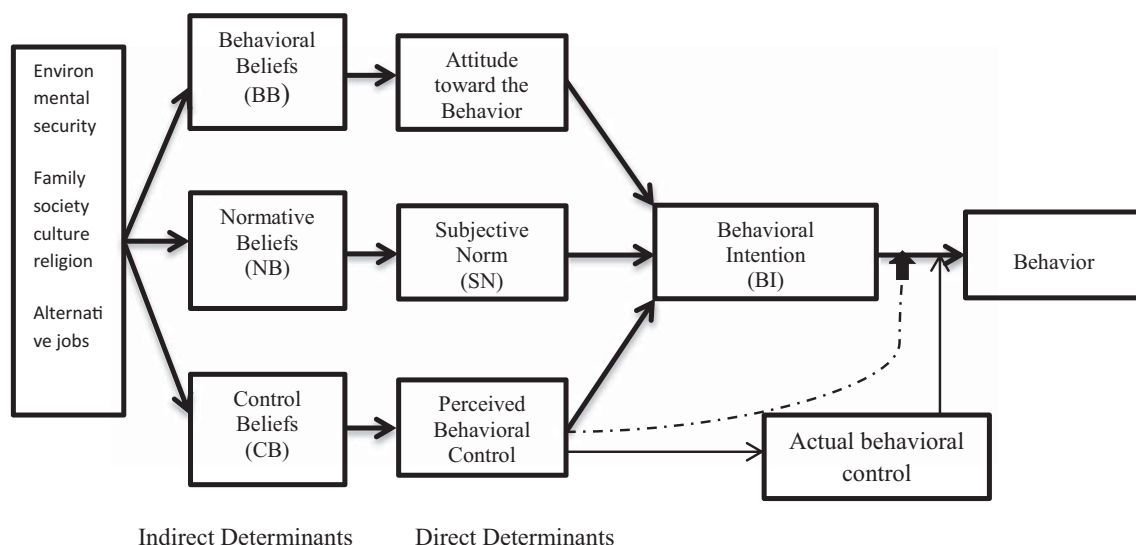 Environ
mental
security
Family
society
culture
religion
Alternati
ve jobs
Behavioral
Beliefs
(BB)
Attitude
toward the
Behavior
Normative
Beliefs
(NB)
Subjective
Norm
(SN)
Behavioral
Intention
(BI)
Behavior
Control
Beliefs
(CB)
Perceived
Behavioral
Control
Actual behavioral
control
Indirect Determinants
Direct Determinants